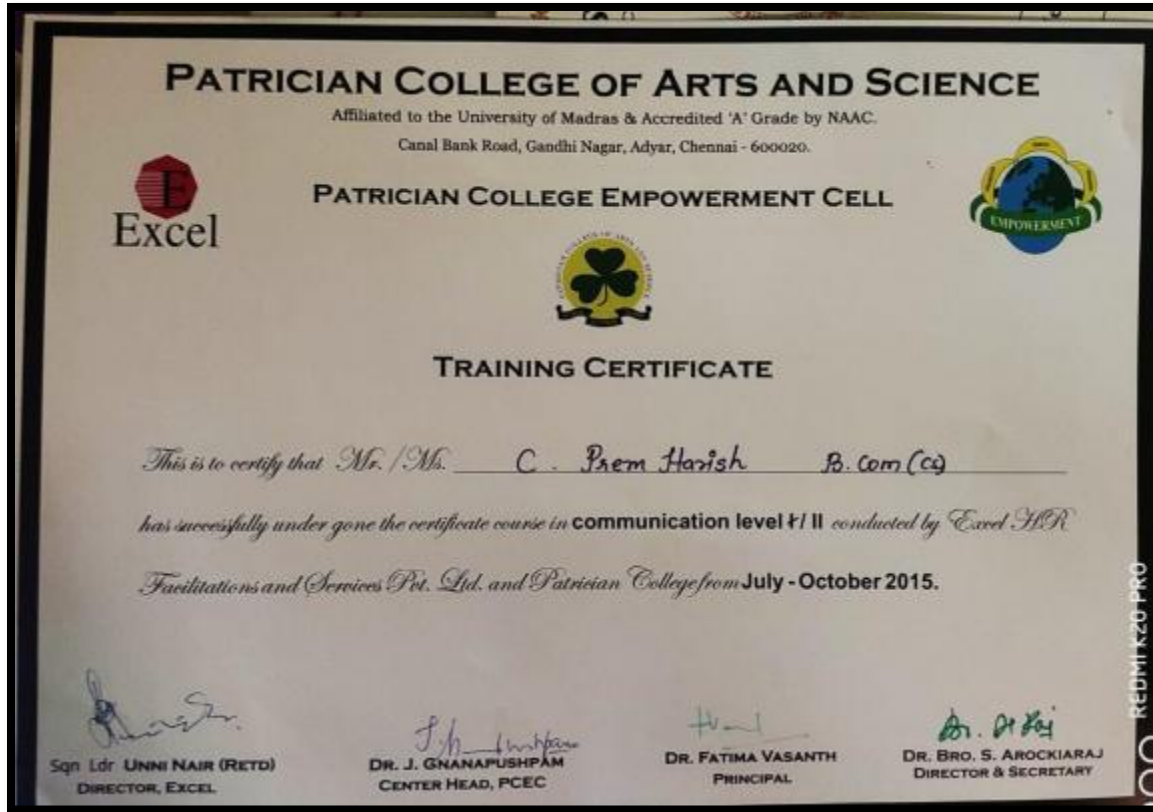 PATRICIAN COLLEGE OF ARTS AND SCIENCE
Affiliated to the University of Madras & Accredited 'A' Grade by NAAC.
Canal Bank Road, Gandhi Nagar, Adyar, Chennai - 600020.
E
Excel
PATRICIAN COLLEGE EMPOWERMENT CELL
EMPOWERMENT
TRAINING CERTIFICATE
This is to certify that Mr. / Ms. C. Prem Harish B.Com (CS)
has successfully under gone the certificate course in communication level I / II conducted by Excel HR
Facilitations and Services Pvt. Ltd. and Patrician College from July - October 2015.
Sqn Ldr UNNI NAIR (RETD)
DIRECTOR, EXCEL
DR. J. GNANAPUSHPAM
CENTER HEAD, PCEC
DR. FATIMA VASANTH
PRINCIPAL
DR. BRO. S. AROCKIARAJ
DIRECTOR & SECRETARY
REDMI K20 PRO